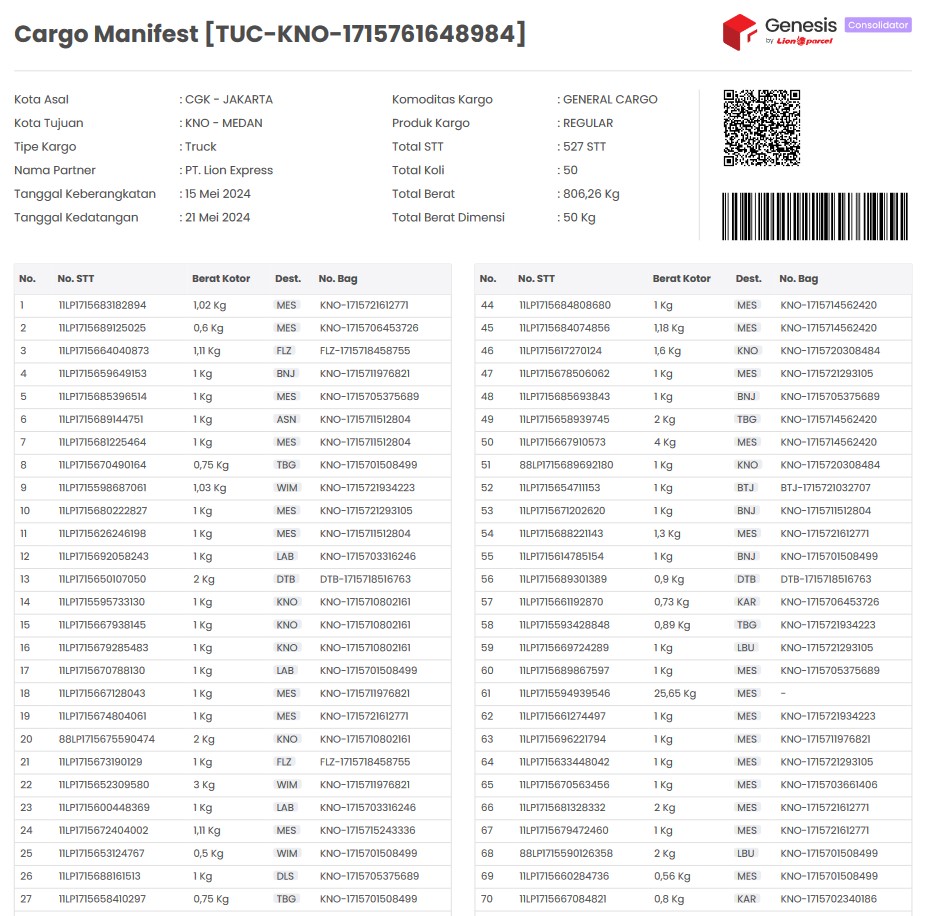 Cargo Manifest [TUC-KNO-1715761648984]
Genesis
by Lion parcel
Consolidator
Kota Asal : CGK - JAKARTA
Kota Tujuan : KNO - MEDAN
Tipe Kargo : Truck
Nama Partner : PT. Lion Express
Tanggal Keberangkatan : 15 Mei 2024
Tanggal Kedatangan : 21 Mei 2024
Komoditas Kargo : GENERAL CARGO
Produk Kargo : REGULAR
Total STT : 527 STT
Total Koli : 50
Total Berat : 806,26 Kg
Total Berat Dimensi : 50 Kg
No. No. STT Berat Kotor Dest. No. Bag
1 11LP1715683182894 1,02 Kg MES KNO-1715721612771
2 11LP1715689125025 0,6 Kg MES KNO-1715706453726
3 11LP1715664040873 1,11 Kg FLZ FLZ-1715718458755
4 11LP1715659649153 1 Kg BNJ KNO-1715711976821
5 11LP1715685396514 1 Kg MES KNO-1715705375689
6 11LP1715689144751 1 Kg ASN KNO-1715711512804
7 11LP1715681225464 1 Kg MES KNO-1715711512804
8 11LP1715670490164 0,75 Kg TBG KNO-1715701508499
9 11LP1715598687061 1,03 Kg WIM KNO-1715721934223
10 11LP1715680222827 1 Kg MES KNO-1715721293105
11 11LP1715626246198 1 Kg MES KNO-1715711512804
12 11LP1715692058243 1 Kg LAB KNO-1715703316246
13 11LP1715650107050 2 Kg DTB DTB-1715718516763
14 11LP1715595733130 1 Kg KNO KNO-1715710802161
15 11LP1715667938145 1 Kg KNO KNO-1715710802161
16 11LP1715679285483 1 Kg KNO KNO-1715710802161
17 11LP1715670788130 1 Kg LAB KNO-1715701508499
18 11LP1715667128043 1 Kg MES KNO-1715711976821
19 11LP1715674804061 1 Kg MES KNO-1715721612771
20 88LP1715675590474 2 Kg KNO KNO-1715710802161
21 11LP1715673190129 1 Kg FLZ FLZ-1715718458755
22 11LP1715652309580 3 Kg WIM KNO-1715711976821
23 11LP1715600448369 1 Kg LAB KNO-1715703316246
24 11LP1715672404002 1,11 Kg MES KNO-1715715243336
25 11LP1715653124767 0,5 Kg WIM KNO-1715701508499
26 11LP1715688161513 1 Kg DLS KNO-1715705375689
27 11LP1715658410297 0,75 Kg TBG KNO-1715701508499
No. No. STT Berat Kotor Dest. No. Bag
44 11LP1715684808680 1 Kg MES KNO-1715714562420
45 11LP1715684074856 1,18 Kg MES KNO-1715714562420
46 11LP1715617270124 1,6 Kg KNO KNO-1715720308484
47 11LP1715678506062 1 Kg MES KNO-1715721293105
48 11LP1715685693843 1 Kg BNJ KNO-1715705375689
49 11LP1715658939745 2 Kg TBG KNO-1715714562420
50 11LP1715667910573 4 Kg MES KNO-1715714562420
51 88LP1715689692180 1 Kg KNO KNO-1715720308484
52 11LP1715654711153 1 Kg BTJ BTJ-1715721032707
53 11LP1715671202620 1 Kg BNJ KNO-1715711512804
54 11LP1715688221143 1,3 Kg MES KNO-1715721612771
55 11LP1715614785154 1 Kg BNJ KNO-1715701508499
56 11LP1715689301389 0,9 Kg DTB DTB-1715718516763
57 11LP1715661192870 0,73 Kg KAR KNO-1715706453726
58 11LP1715593428848 0,89 Kg TBG KNO-1715721934223
59 11LP1715669724289 1 Kg LBU KNO-1715721293105
60 11LP1715689867597 1 Kg MES KNO-1715705375689
61 11LP1715594939546 25,65 Kg MES -
62 11LP1715661274497 1 Kg MES KNO-1715721934223
63 11LP1715696221794 1 Kg MES KNO-1715711976821
64 11LP1715633448042 1 Kg MES KNO-1715721293105
65 11LP1715670563456 1 Kg MES KNO-1715703661406
66 11LP1715681328332 2 Kg MES KNO-1715721612771
67 11LP1715679472460 1 Kg MES KNO-1715721612771
68 88LP1715590126358 2 Kg LBU KNO-1715701508499
69 11LP1715660284736 0,56 Kg MES KNO-1715701508499
70 11LP1715667084821 0,8 Kg KAR KNO-1715702340186